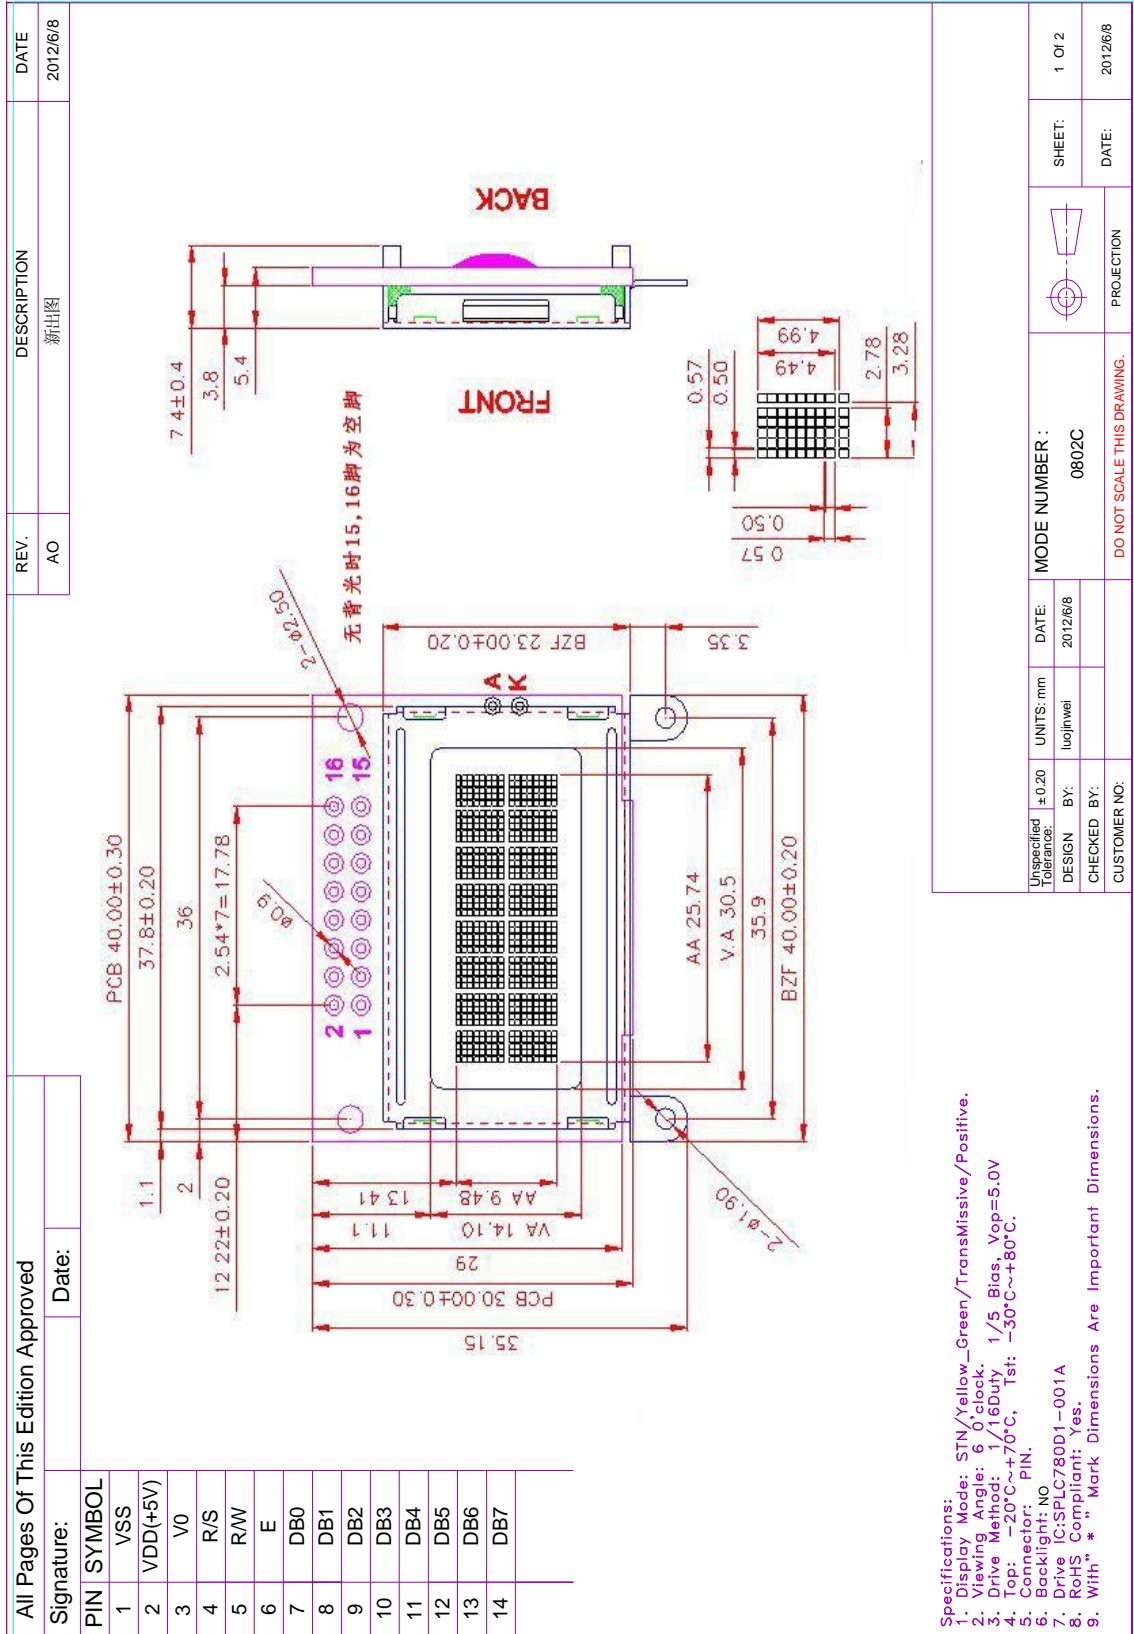 All Pages Of This Edition Approved
Signature:
Date:
PIN SYMBOL
1 VSS
2 VDD(+5V)
3 V0
4 R/S
5 R/W
6 E
7 DB0
8 DB1
9 DB2
10 DB3
11 DB4
12 DB5
13 DB6
14 DB7
REV. DESCRIPTION DATE
AO 新出图 2012/6/8
PCB 40.00±0.30
37.8±0.20
36
2.54*7=17.78
1.1
2
12.22±0.20
ø0.9
2-ø2.50
2 16
1 15
A
K
无背光时15,16脚为空脚
BZF 23.00±0.20
3.35
13.41
AA 9.48
11.1
VA 14.10
29
PCB 30.00±0.30
35.15
AA 25.74
V.A 30.5
35.9
BZF 40.00±0.20
2-ø1.90
7.4±0.4
3.8
5.4
FRONT
BACK
0.57
0.50
4.99
4.49
2.78
3.28
0.50
0.57
Specifications:
1. Display Mode: STN/Yellow_Green/TransMissive/Positive.
2. Viewing Angle: 6 O'clock.
3. Drive Method: 1/16Duty 1/5 Bias, Vop=5.0V
4. Top: -20°C~+70°C, Tst: -30°C~+80°C.
5. Connector: PIN.
6. Backlight: NO
7. Drive IC:SPLC780D1-001A
8. RoHS Compliant: Yes.
9. With" * " Mark Dimensions Are Important Dimensions.
Unspecified Tolerance: ±0.20
UNITS: mm
DATE:
DESIGN BY: luojinwei 2012/6/8
CHECKED BY:
CUSTOMER NO:
MODE NUMBER :
0802C
DO NOT SCALE THIS DRAWING.
PROJECTION
SHEET: 1 Of 2
DATE: 2012/6/8